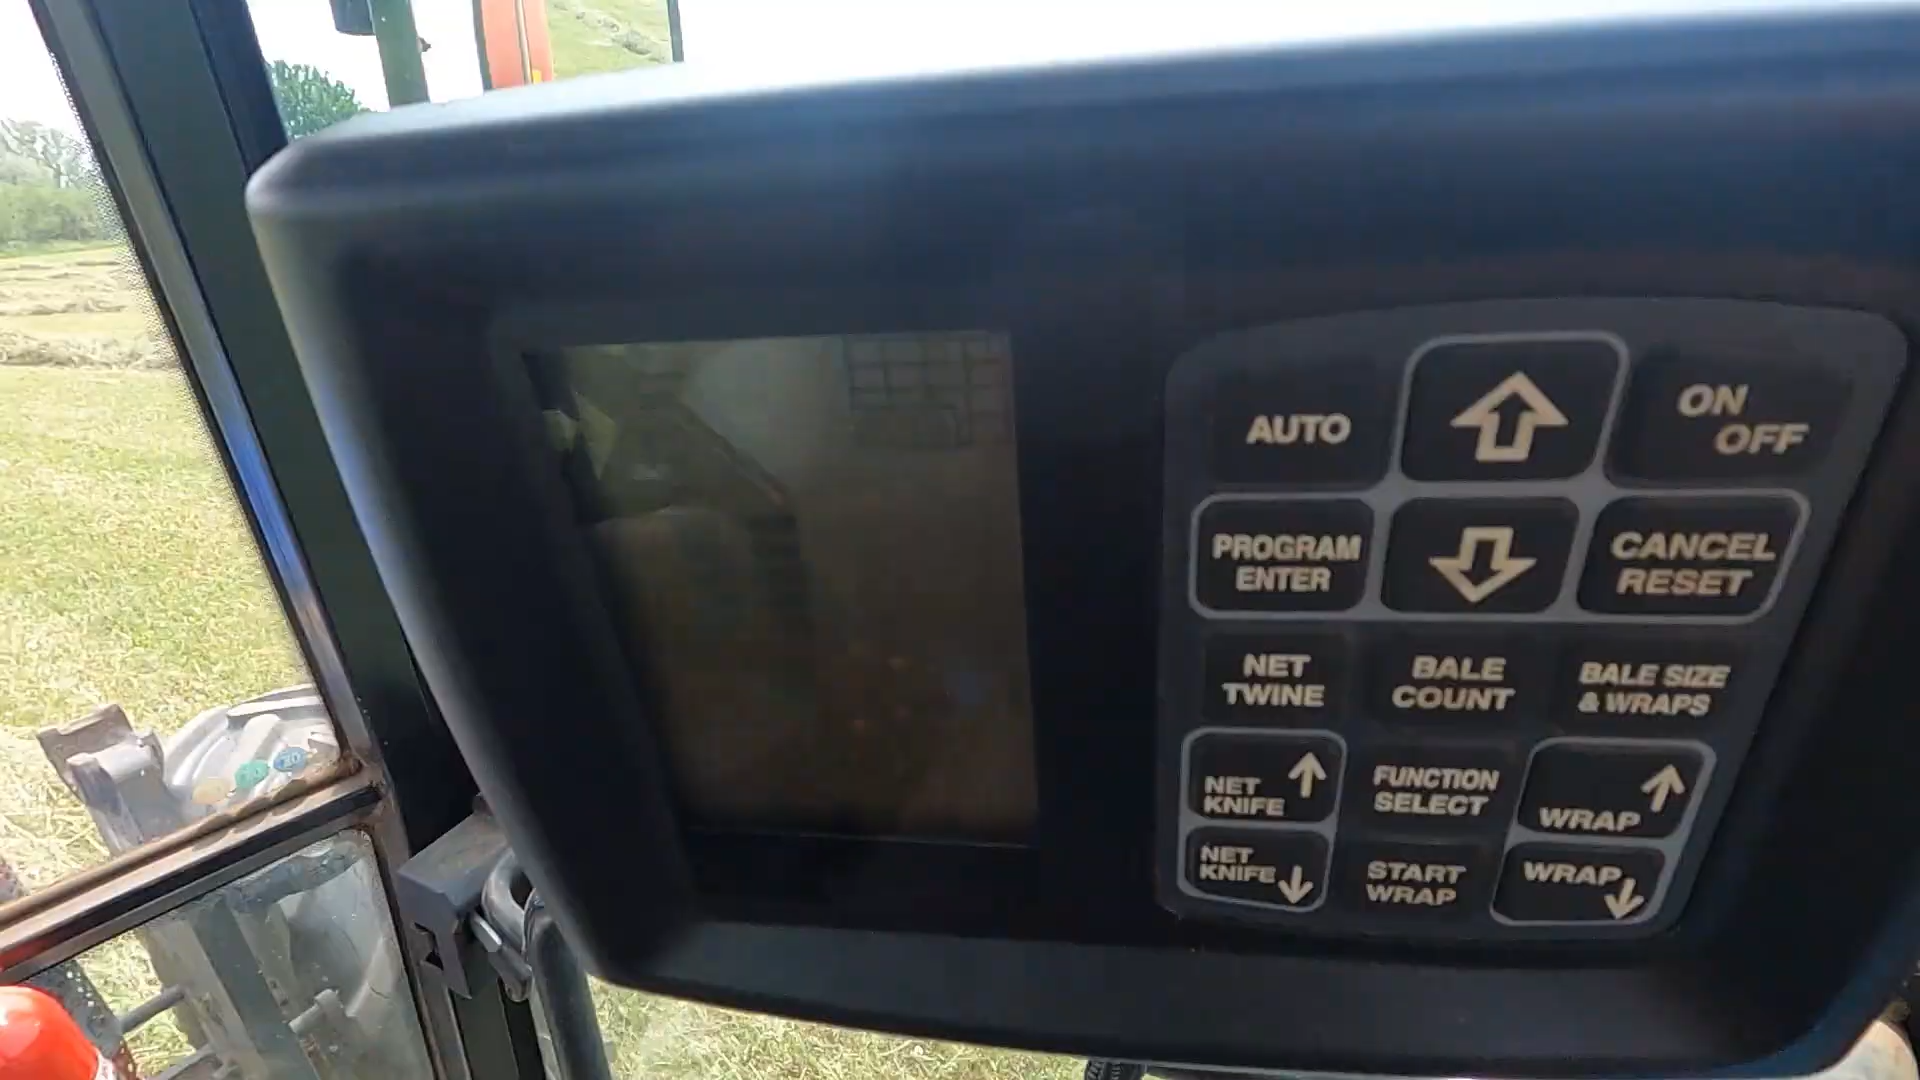 AUTO
ON
OFF
PROGRAM
ENTER
CANCEL
RESET
NET
TWINE
BALE
COUNT
BALE SIZE
& WRAPS
NET
KNIFE
FUNCTION
SELECT
WRAP
NET
KNIFE
START
WRAP
WRAP